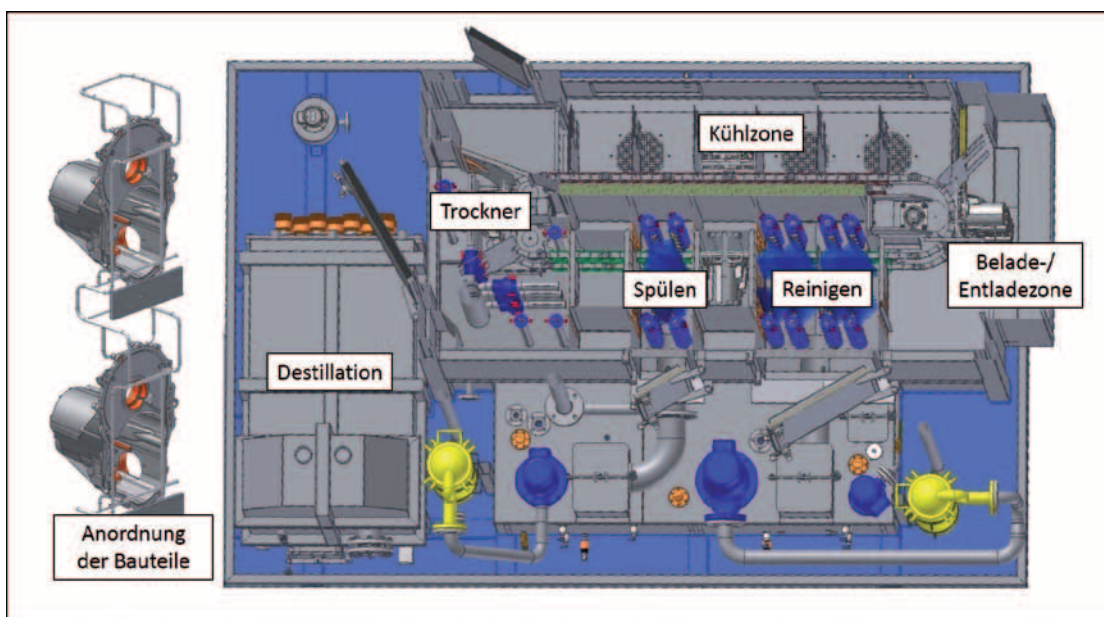 Kühlzone
Trockner
Belade-/
Entladezone
Spülen
Reinigen
Destillation
Anordnung
der Bauteile